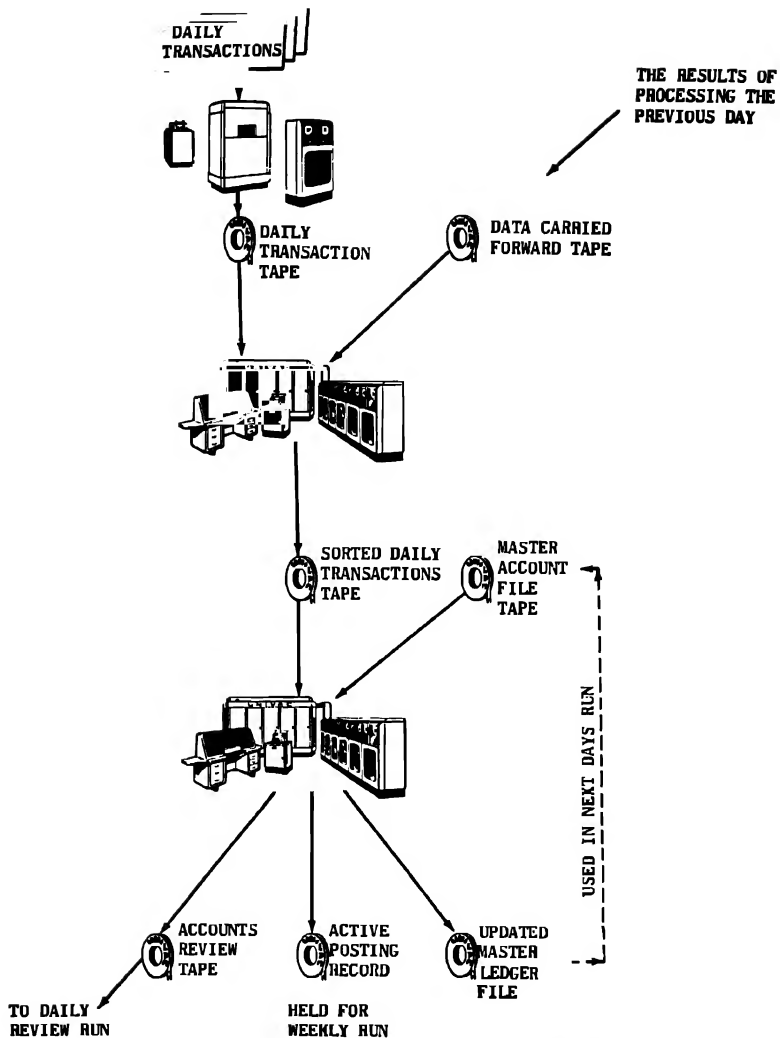 DAILY
TRANSACTIONS
THE RESULTS OF
PROCESSING THE
PREVIOUS DAY
DAILY
TRANSACTION
TAPE
DATA CARRIED
FORWARD TAPE
SORTED DAILY
TRANSACTIONS
TAPE
MASTER
ACCOUNT
FILE
TAPE
UNIVAC
USED IN NEXT DAYS RUN
ACCOUNTS
REVIEW
TAPE
ACTIVE
POSTING
RECORD
UPDATED
MASTER
LEDGER
FILE
TO DAILY
REVIEW RUN
HELD FOR
WEEKLY RUN